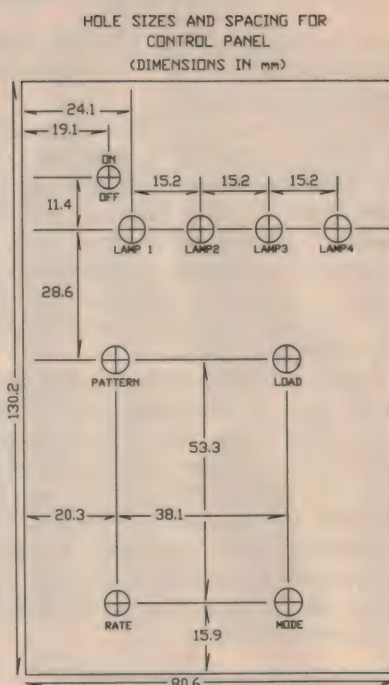 HOLE SIZES AND SPACING FOR
CONTROL PANEL
(DIMENSIONS IN mm)
24.1
19.1
ON
15.2 15.2 15.2
OFF
11.4
LAMP 1 LAMP2 LAMP3 LAMP4
28.6
PATTERN LOAD
130.2
53.3
20.3 38.1
RATE MODE
15.9
80.6